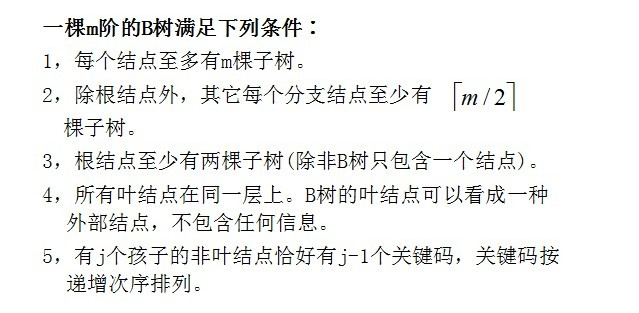 一棵m阶的B树满足下列条件：
1，每个结点至多有m棵子树。
2，除根结点外，其它每个分支结点至少有 ⌈m/2⌉
棵子树。
3，根结点至少有两棵子树(除非B树只包含一个结点)。
4，所有叶结点在同一层上。B树的叶结点可以看成一种
外部结点，不包含任何信息。
5，有j个孩子的非叶结点恰好有j-1个关键码，关键码按
递增次序排列。